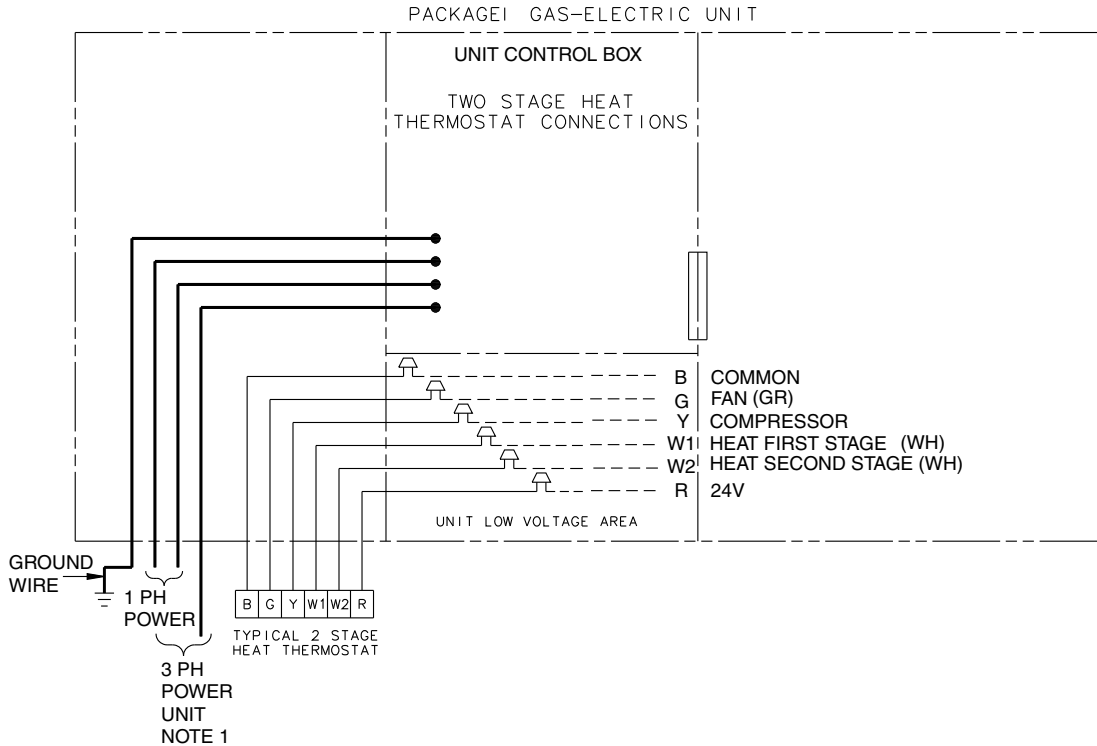 PACKAGEI GAS-ELECTRIC UNIT
UNIT CONTROL BOX
TWO STAGE HEAT
THERMOSTAT CONNECTIONS
B COMMON
G FAN (GR)
Y COMPRESSOR
W1 HEAT FIRST STAGE (WH)
W2 HEAT SECOND STAGE (WH)
R 24V
UNIT LOW VOLTAGE AREA
GROUND
WIRE
1 PH
POWER
B G Y W1 W2 R
TYPICAL 2 STAGE
HEAT THERMOSTAT
3 PH
POWER
UNIT
NOTE 1